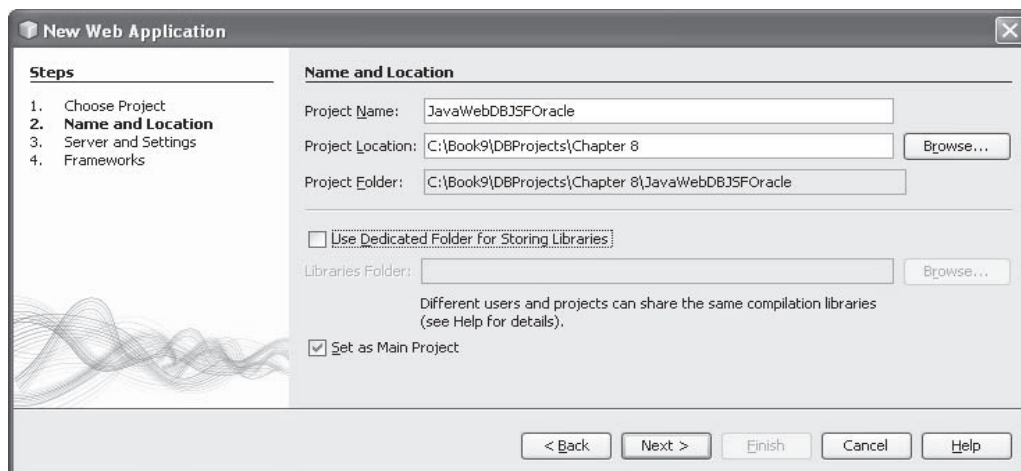 New Web Application
Steps
1. Choose Project
2. Name and Location
3. Server and Settings
4. Frameworks
Name and Location
Project Name: JavaWebDBJSFOracle
Project Location: C:\Book9\DBProjects\Chapter 8 Browse...
Project Folder: C:\Book9\DBProjects\Chapter 8\JavaWebDBJSFOracle
Use Dedicated Folder for Storing Libraries
Libraries Folder: Browse...
Different users and projects can share the same compilation libraries
(see Help for details).
Set as Main Project
< Back Next > Finish Cancel Help